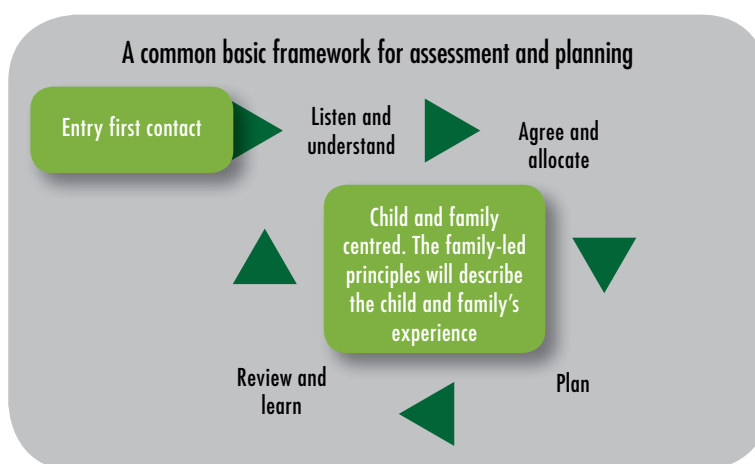 A common basic framework for assessment and planning
Entry first contact
Listen and
understand
Agree and
allocate
Child and family
centred. The family-led
principles will describe
the child and family’s
experience
Plan
Review and
learn